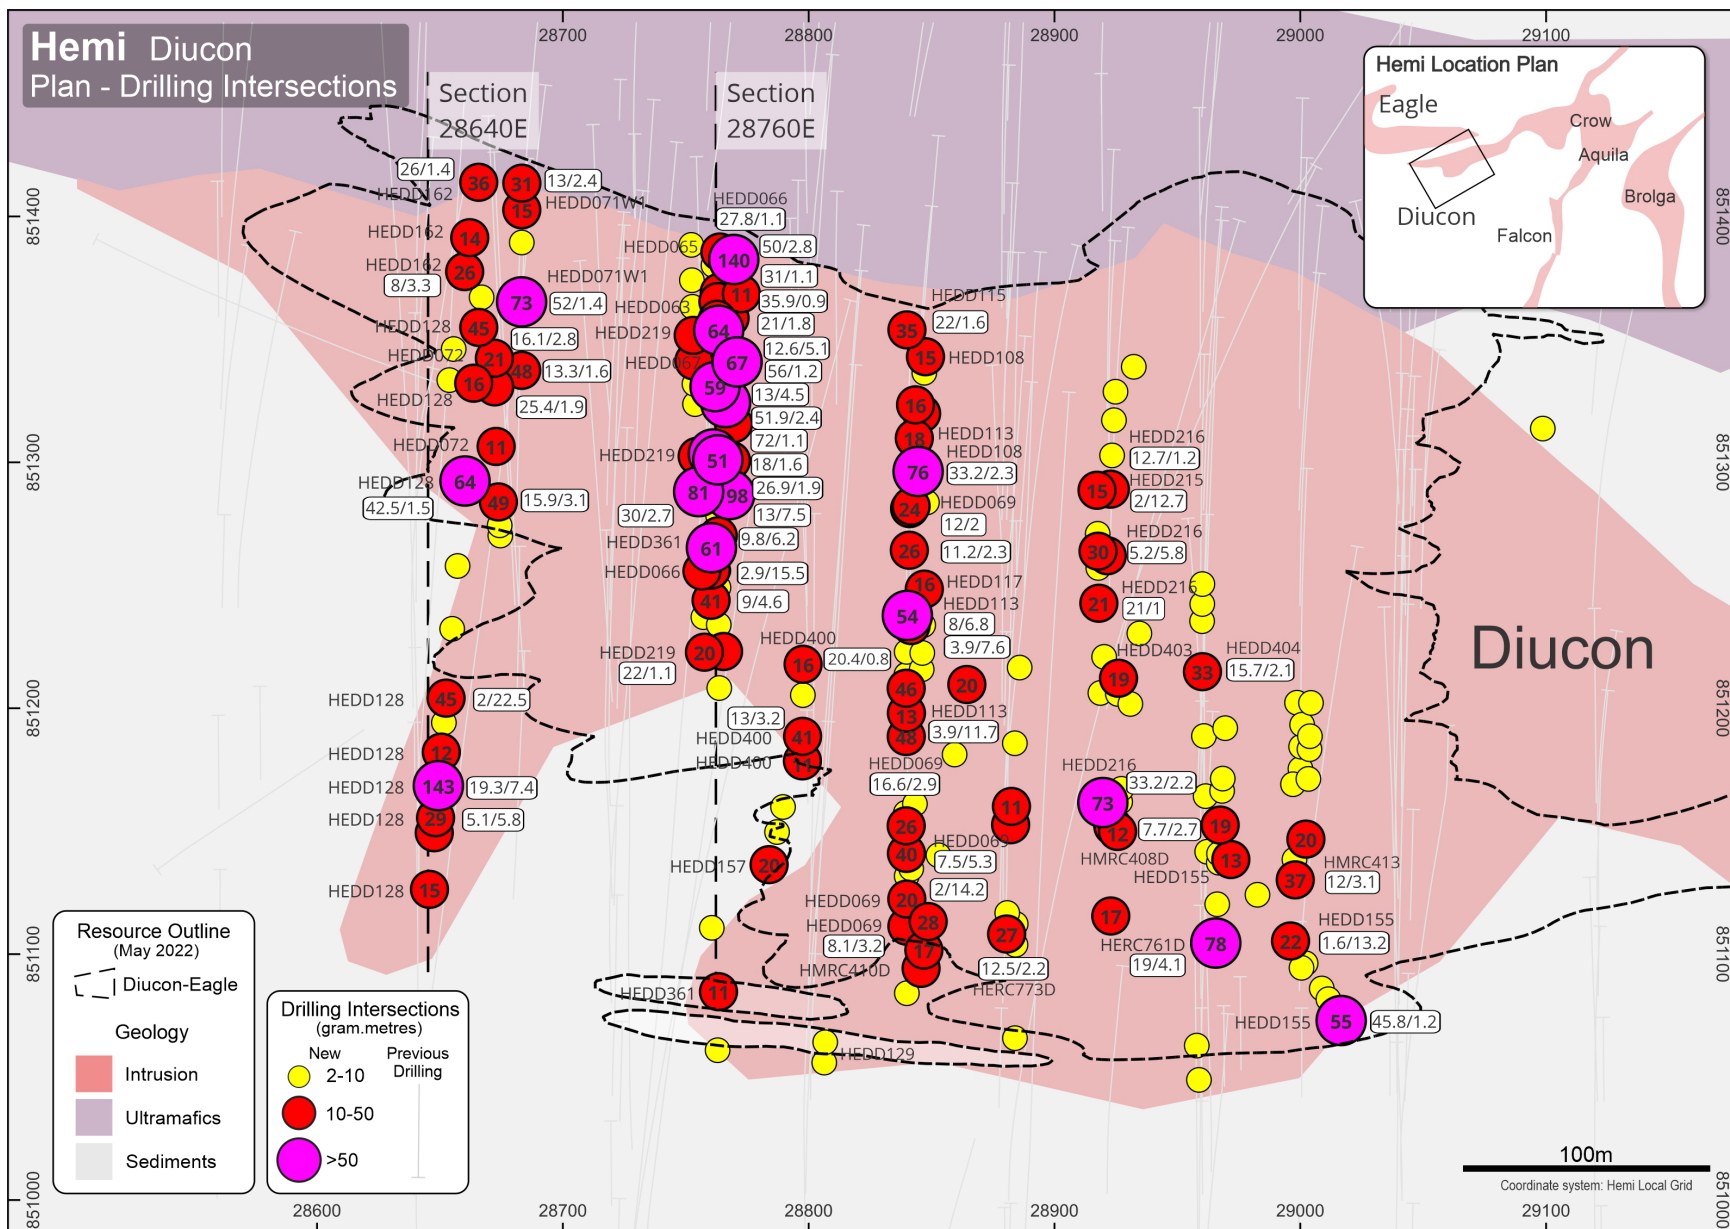 Hemi Diucon
Plan - Drilling Intersections
28700
28800
28900
29000
29100
Section
28640E
Section
28760E
Hemi Location Plan
Eagle
Crow
Aquila
Brolga
Diucon
Falcon
851400
851300
851200
851100
851000
851400
851300
851200
851100
851000
26/1.4
36
31
13/2.4
HEDD162
HEDD071W1
15
HEDD162
14
HEDD162
26
8/3.3
HEDD071W1
73
52/1.4
HEDD128
45
16.1/2.8
HEDD072
21
48
13.3/1.6
16
HEDD128
25.4/1.9
HEDD072
11
HEDD128
64
42.5/1.5
49
15.9/3.1
HEDD128
45
2/22.5
HEDD128
12
HEDD128
143
19.3/7.4
HEDD128
29
5.1/5.8
HEDD128
15
HEDD066
27.8/1.1
HEDD065
140
50/2.8
31/1.1
11
35.9/0.9
HEDD063
21/1.8
HEDD219
64
12.6/5.1
HEDD067
67
56/1.2
59
13/4.5
51.9/2.4
72/1.1
HEDD219
51
18/1.6
81
98
26.9/1.9
30/2.7
13/7.5
HEDD361
61
9.8/6.2
HEDD066
2.9/15.5
41
9/4.6
HEDD219
20
22/1.1
HEDD400
16
20.4/0.8
13/3.2
HEDD400
41
HEDD400
11
HEDD157
20
HEDD361
11
HEDD129
HEDD115
35
22/1.6
15
HEDD108
16
18
HEDD113
HEDD108
76
33.2/2.3
24
HEDD069
12/2
26
11.2/2.3
16
HEDD117
HEDD113
54
8/6.8
3.9/7.6
46
20
13
HEDD113
48
3.9/11.7
HEDD069
16.6/2.9
26
11
40
HEDD069
7.5/5.3
2/14.2
HEDD069
20
HEDD069
28
8.1/3.2
17
HMRC410D
27
12.5/2.2
HERC773D
HEDD216
12.7/1.2
15
HEDD215
2/12.7
30
HEDD216
5.2/5.8
HEDD216
21
21/1
HEDD403
19
HEDD404
33
15.7/2.1
HEDD216
73
33.2/2.2
12
7.7/2.7
19
HMRC408D
HEDD155
13
20
HMRC413
37
12/3.1
17
HERC761D
78
19/4.1
HEDD155
22
1.6/13.2
HEDD155
55
45.8/1.2
Diucon
Resource Outline
(May 2022)
Diucon-Eagle
Geology
Intrusion
Ultramafics
Sediments
Drilling Intersections
(gram.metres)
New
Previous
Drilling
2-10
10-50
>50
100m
Coordinate system: Hemi Local Grid
28600
28700
28800
28900
29000
29100